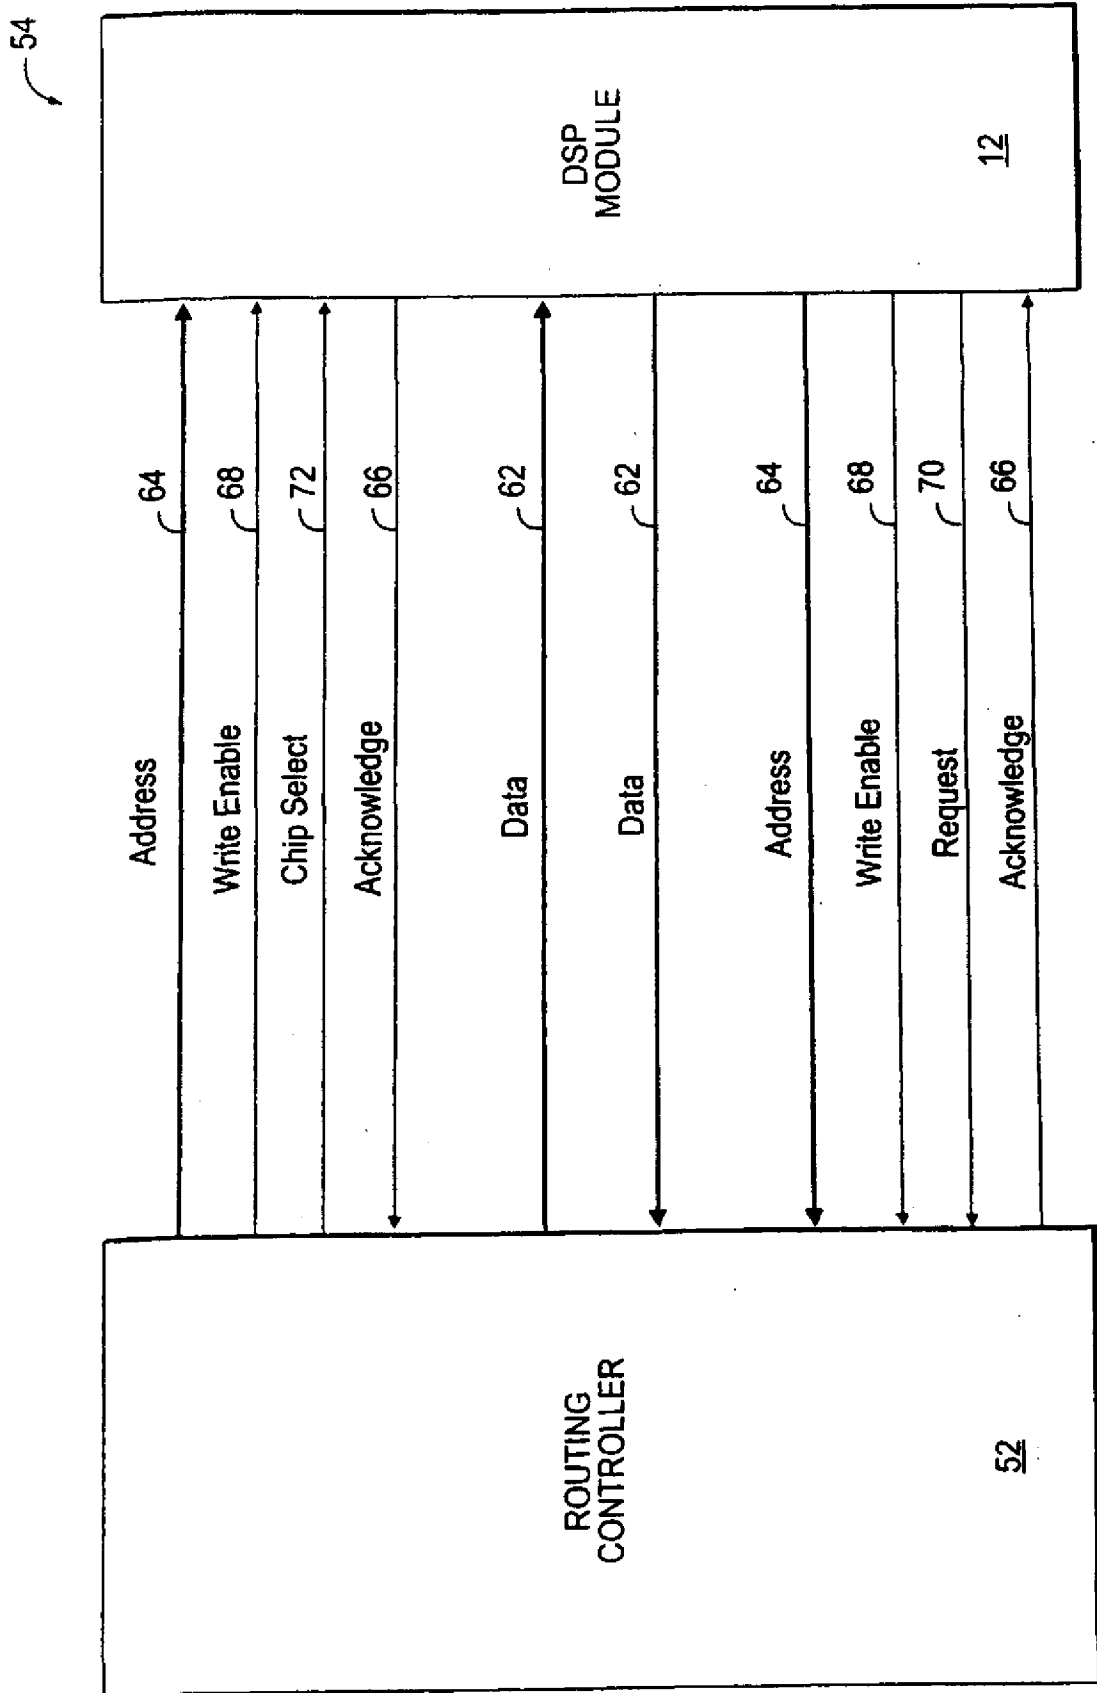 54
ROUTING
CONTROLLER
52
Address 64
Write Enable 68
Chip Select 72
Acknowledge 66
Data 62
Data 62
Address 64
Write Enable 68
Request 70
Acknowledge 66
DSP
MODULE
12